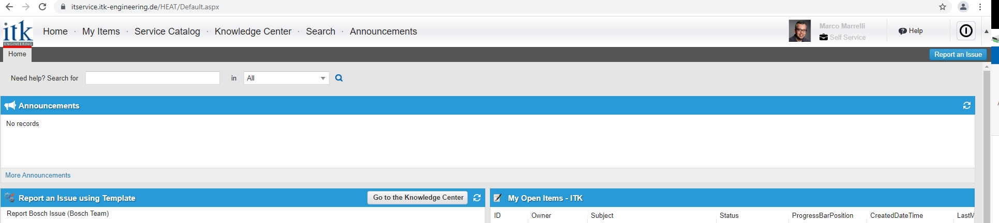 itservice.itk-engineering.de/HEAT/Default.aspx
itk
ENGINEERING
Home · My Items · Service Catalog · Knowledge Center · Search · Announcements
Marco Marrelli
Self Service
Help
Home
Report an Issue
Need help? Search for in All
Announcements
No records
More Announcements
Report an Issue using Template
Go to the Knowledge Center
My Open Items - ITK
Report Bosch Issue (Bosch Team)
ID Owner Subject Status ProgressBarPosition CreatedDateTime LastM